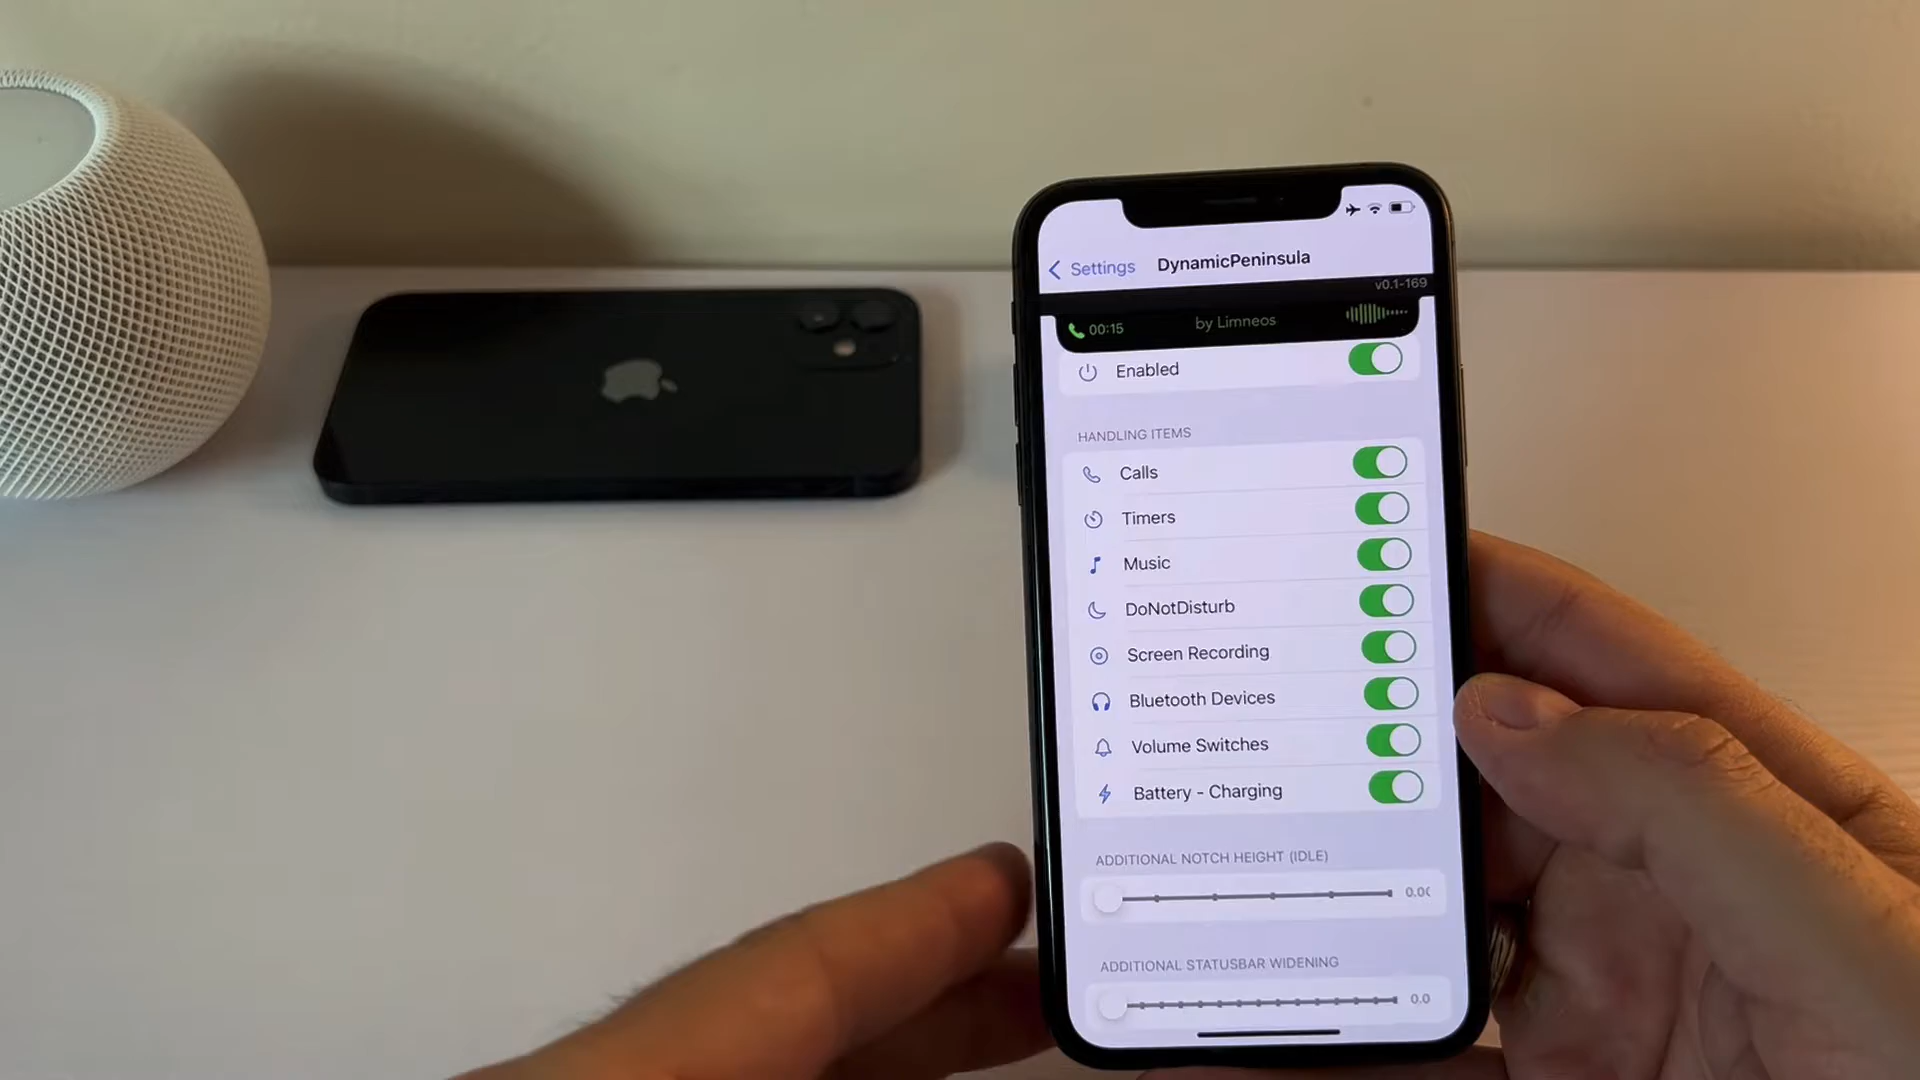 Settings DynamicPeninsula
v0.1-169
00:15 by Limneos
Enabled
HANDLING ITEMS
Calls
Timers
Music
DoNotDisturb
Screen Recording
Bluetooth Devices
Volume Switches
Battery - Charging
ADDITIONAL NOTCH HEIGHT (IDLE)
0.0
ADDITIONAL STATUSBAR WIDENING
0.0